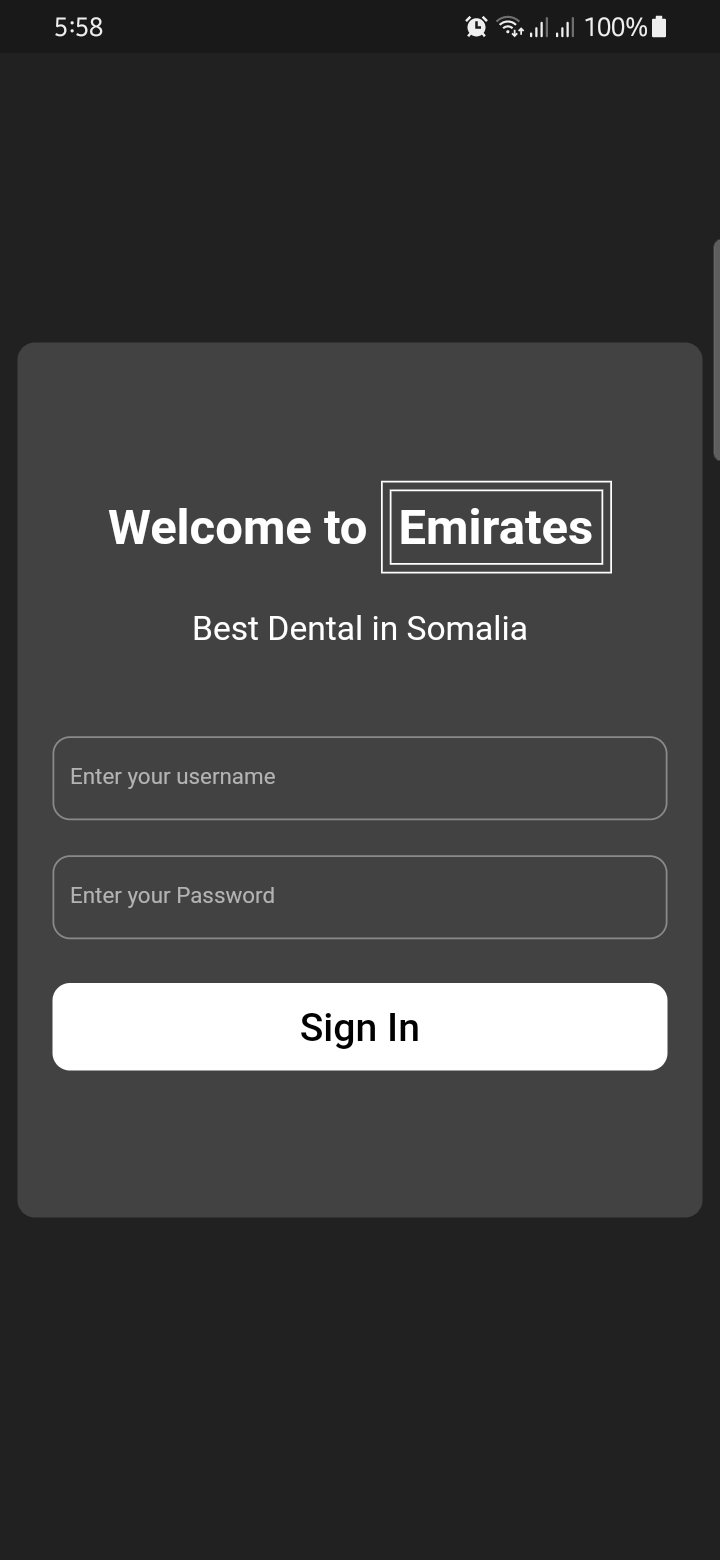 5:58 100%
Welcome to Emirates
Best Dental in Somalia
Enter your username
Enter your Password
Sign In